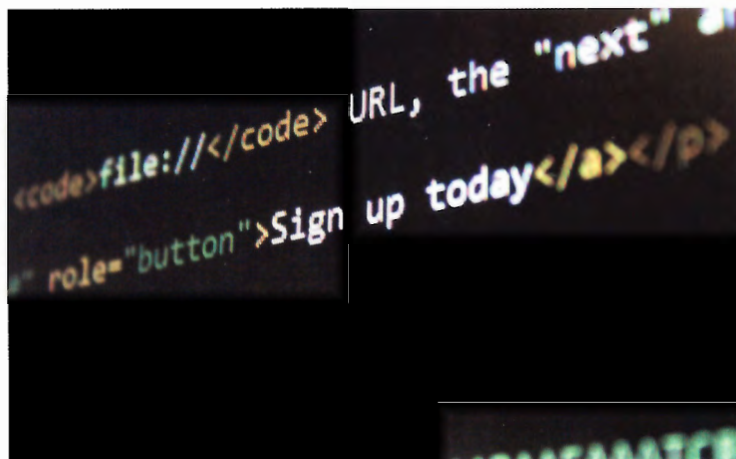 <code>file://</code> URL, the "next"
role="button">Sign up today</a></p>